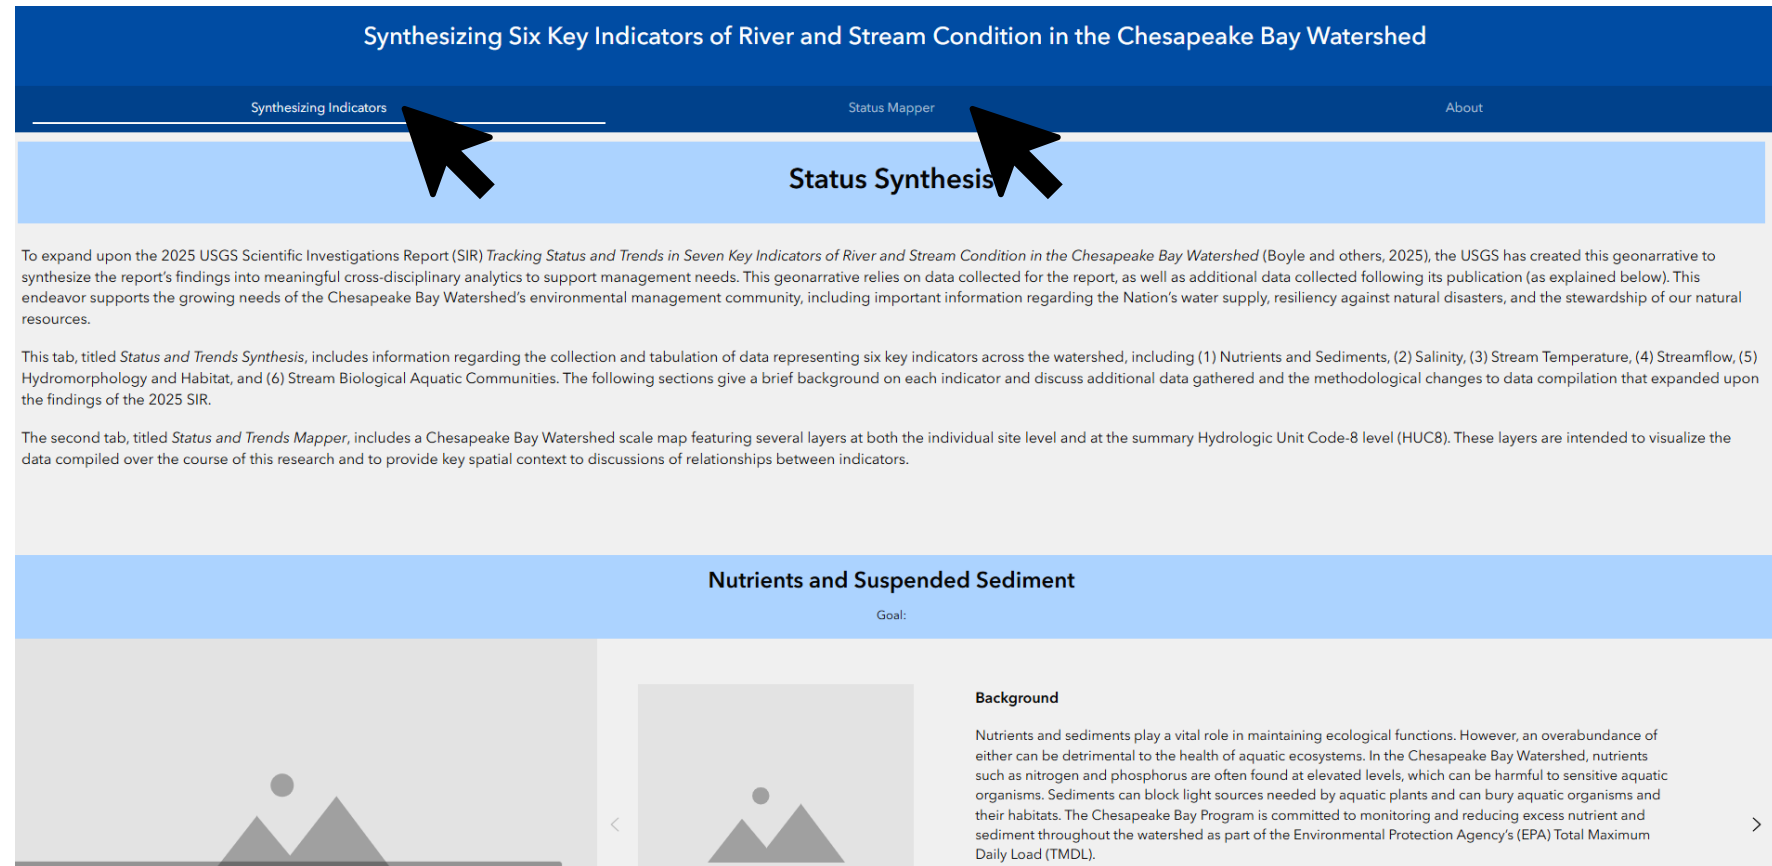 Synthesizing Six Key Indicators of River and Stream Condition in the Chesapeake Bay Watershed
Synthesizing Indicators
Status Mapper
About
Status Synthesis
To expand upon the 2025 USGS Scientific Investigations Report (SIR) Tracking Status and Trends in Seven Key Indicators of River and Stream Condition in the Chesapeake Bay Watershed (Boyle and others, 2025), the USGS has created this geonarrative to
synthesize the report's findings into meaningful cross-disciplinary analytics to support management needs. This geonarrative relies on data collected for the report, as well as additional data collected following its publication (as explained below). This
endeavor supports the growing needs of the Chesapeake Bay Watershed's environmental management community, including important information regarding the Nation's water supply, resiliency against natural disasters, and the stewardship of our natural
resources.
This tab, titled Status and Trends Synthesis, includes information regarding the collection and tabulation of data representing six key indicators across the watershed, including (1) Nutrients and Sediments, (2) Salinity, (3) Stream Temperature, (4) Streamflow, (5)
Hydromorphology and Habitat, and (6) Stream Biological Aquatic Communities. The following sections give a brief background on each indicator and discuss additional data gathered and the methodological changes to data compilation that expanded upon
the findings of the 2025 SIR.
The second tab, titled Status and Trends Mapper, includes a Chesapeake Bay Watershed scale map featuring several layers at both the individual site level and at the summary Hydrologic Unit Code-8 level (HUC8). These layers are intended to visualize the
data compiled over the course of this research and to provide key spatial context to discussions of relationships between indicators.
Nutrients and Suspended Sediment
Goal:
Background
Nutrients and sediments play a vital role in maintaining ecological functions. However, an overabundance of
either can be detrimental to the health of aquatic ecosystems. In the Chesapeake Bay Watershed, nutrients
such as nitrogen and phosphorus are often found at elevated levels, which can be harmful to sensitive aquatic
organisms. Sediments can block light sources needed by aquatic plants and can bury aquatic organisms and
their habitats. The Chesapeake Bay Program is committed to monitoring and reducing excess nutrient and
sediment throughout the watershed as part of the Environmental Protection Agency's (EPA) Total Maximum
Daily Load (TMDL).